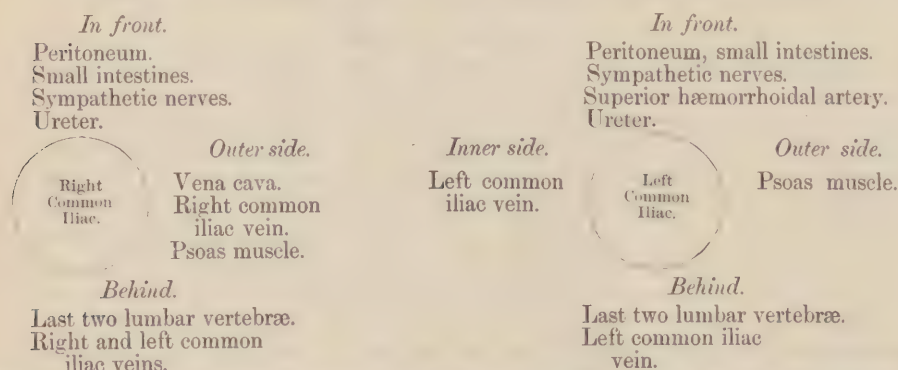 In front.
Peritoneum.
Small intestines.
Sympathetic nerves.
Ureter.
Right
Common
Iliac.
Outer side.
Vena cava.
Right common
iliac vein.
Psoas muscle.
Behind.
Last two lumbar vertebræ.
Right and left common
iliac veins.
In front.
Peritoneum, small intestines.
Sympathetic nerves.
Superior hæmorrhoidal artery.
Ureter.
Inner side.
Left common
iliac vein.
Left
Common
Iliac.
Outer side.
Psoas muscle.
Behind.
Last two lumbar vertebræ.
Left common iliac
vein.